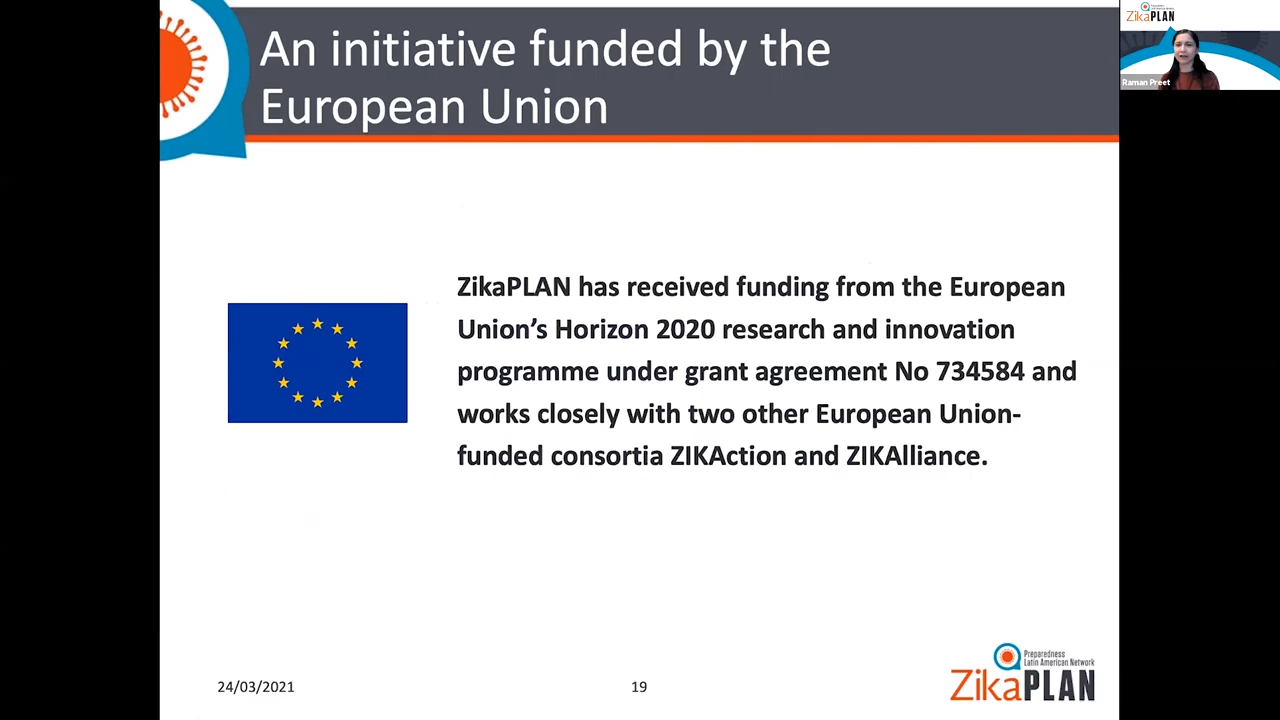 An initiative funded by the
European Union
ZikaPLAN
Raman Preet
ZikaPLAN has received funding from the European
Union’s Horizon 2020 research and innovation
programme under grant agreement No 734584 and
works closely with two other European Union-
funded consortia ZIKAction and ZIKAlliance.
24/03/2021
19
Preparedness
Latin American Network
ZikaPLAN